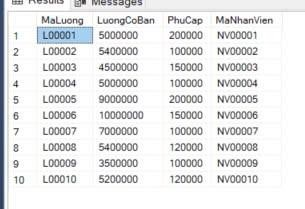 Results Messages
MaLuong LuongCoBan PhuCap MaNhanVien
1 L00001 5000000 200000 NV00001
2 L00002 5400000 100000 NV00002
3 L00003 4500000 150000 NV00003
4 L00004 5000000 100000 NV00004
5 L00005 9000000 200000 NV00005
6 L00006 10000000 150000 NV00006
7 L00007 7000000 100000 NV00007
8 L00008 5400000 120000 NV00008
9 L00009 3500000 100000 NV00009
10 L00010 5200000 120000 NV00010